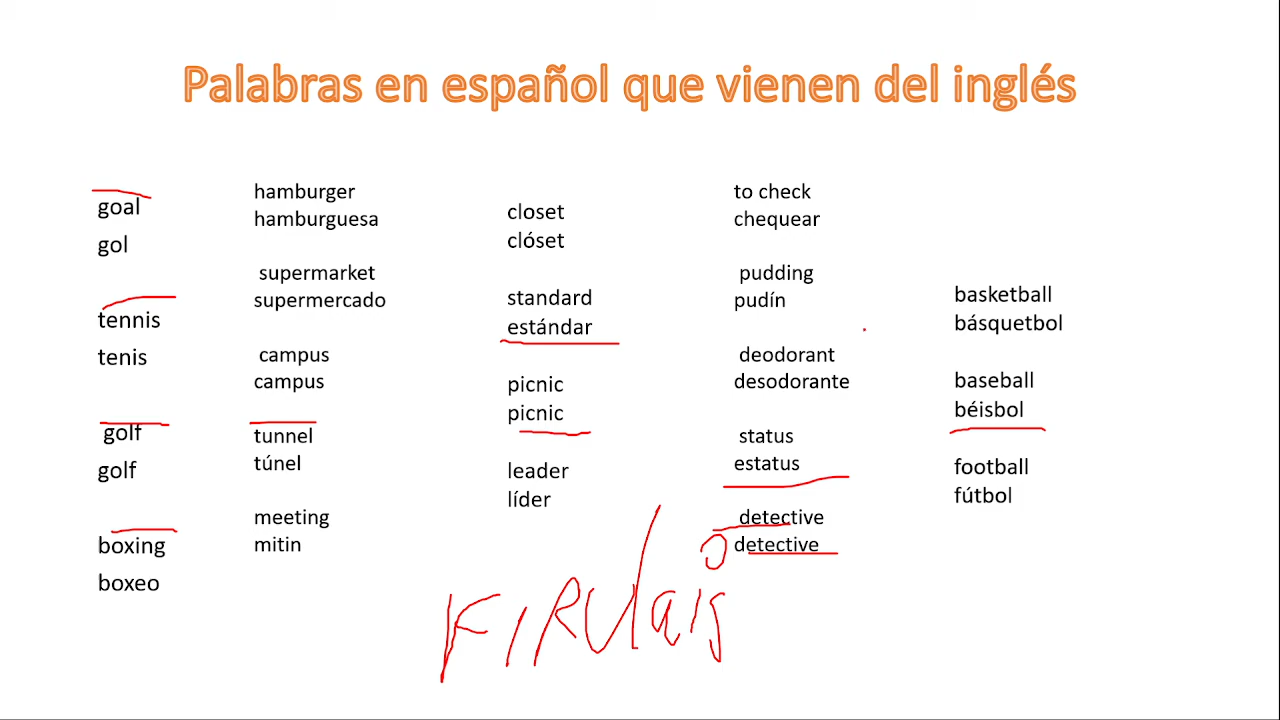 Palabras en español que vienen del inglés
goal
gol
tennis
tenis
golf
golf
boxing
boxeo
hamburger
hamburguesa
supermarket
supermercado
campus
campus
tunnel
túnel
meeting
mitin
closet
clóset
standard
estándar
picnic
picnic
leader
líder
to check
chequear
pudding
pudín
deodorant
desodorante
status
estatus
detective
detective
basketball
básquetbol
baseball
béisbol
football
fútbol
FIRulais